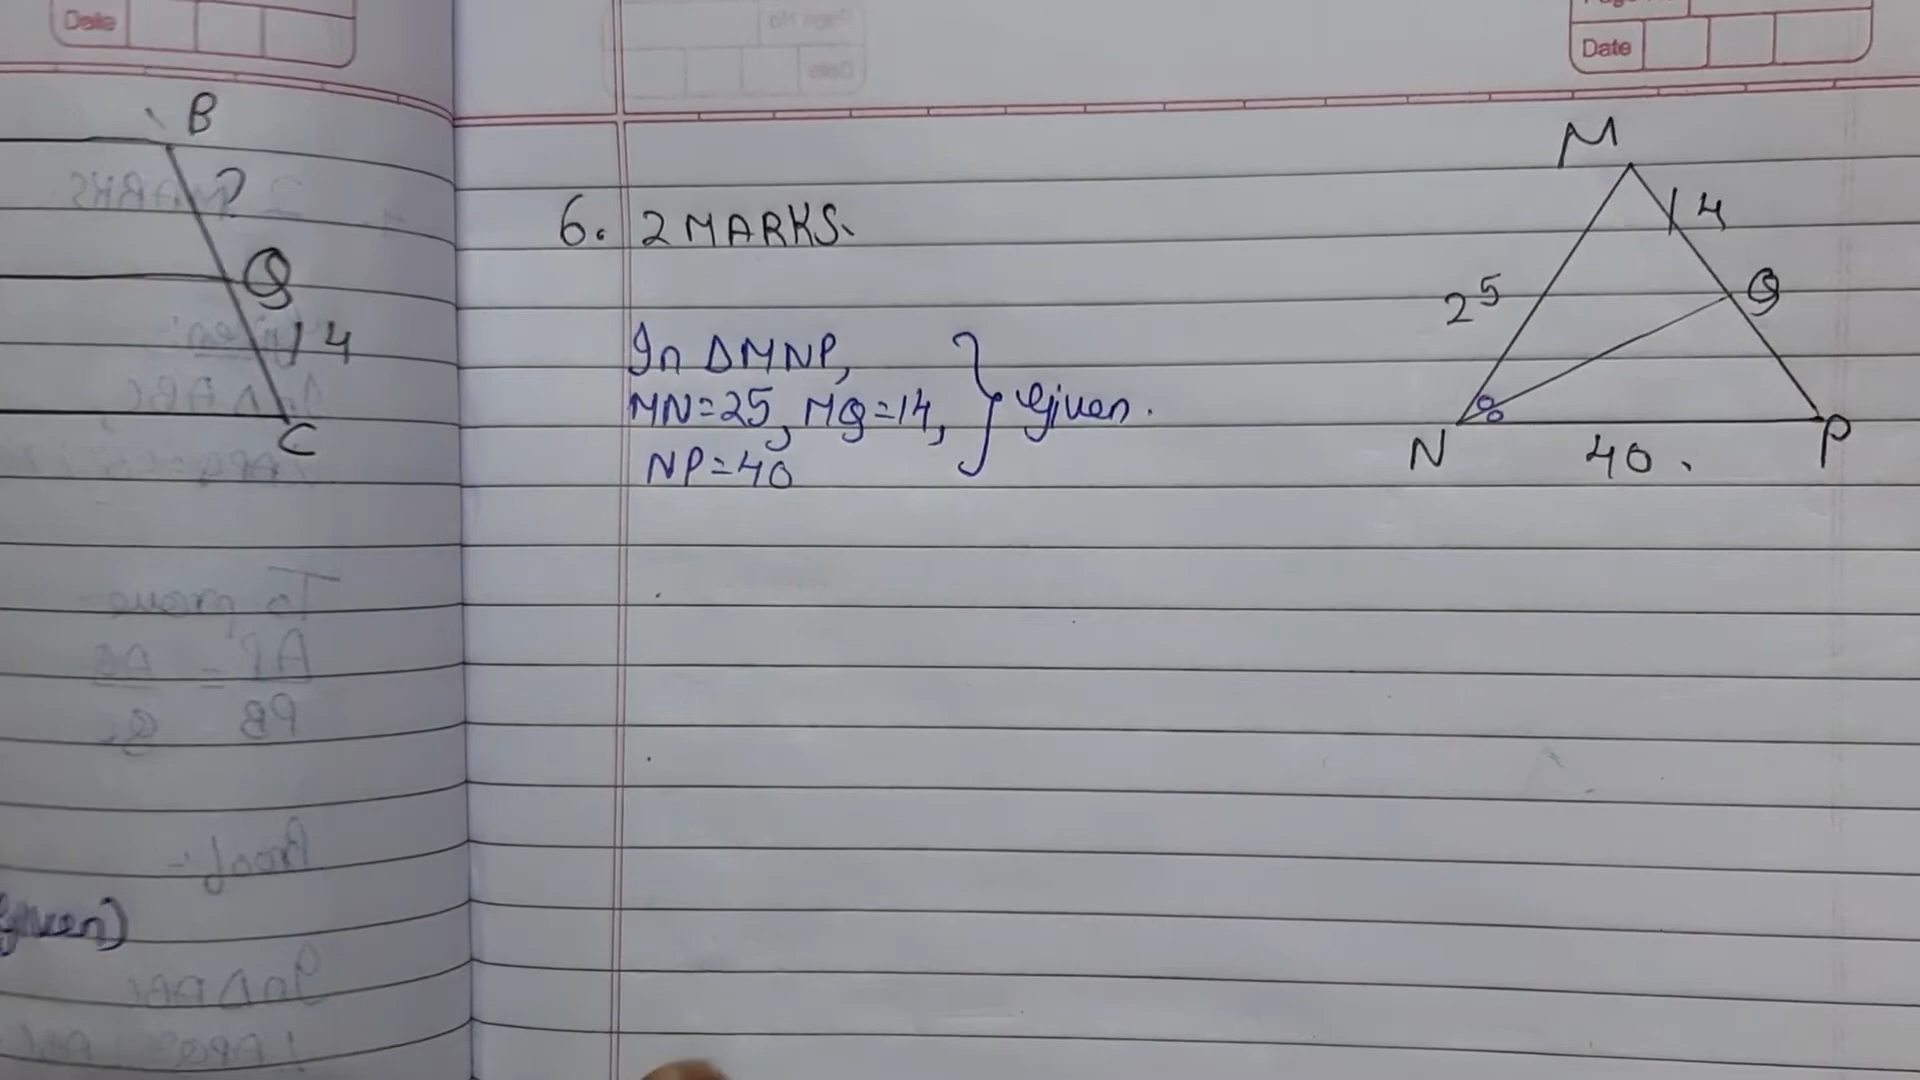 Date
Date
B
?
Q
14
C
Given)
6. 2 MARKS.
In ΔMNP,
MN=25, MQ=14, } Given.
NP=40
M
14
25
Q
N
40.
P